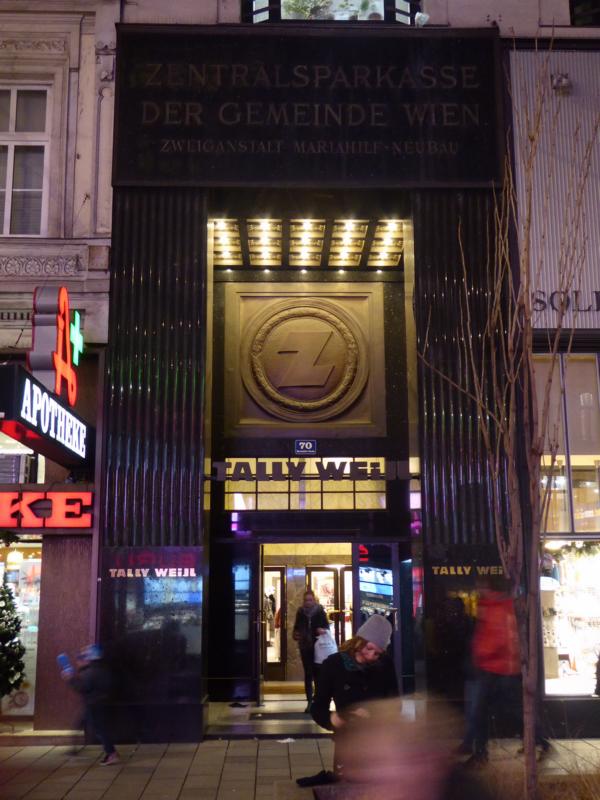 ZENTRALSPARKASSE
DER GEMEINDE WIEN
ZWEIGANSTALT MARIAHILF-NEUBAU
Z
70
TALLY WEiJL
TALLY WEiJL
TALLY WEiJL
A
APOTHEKE
KE
SOL